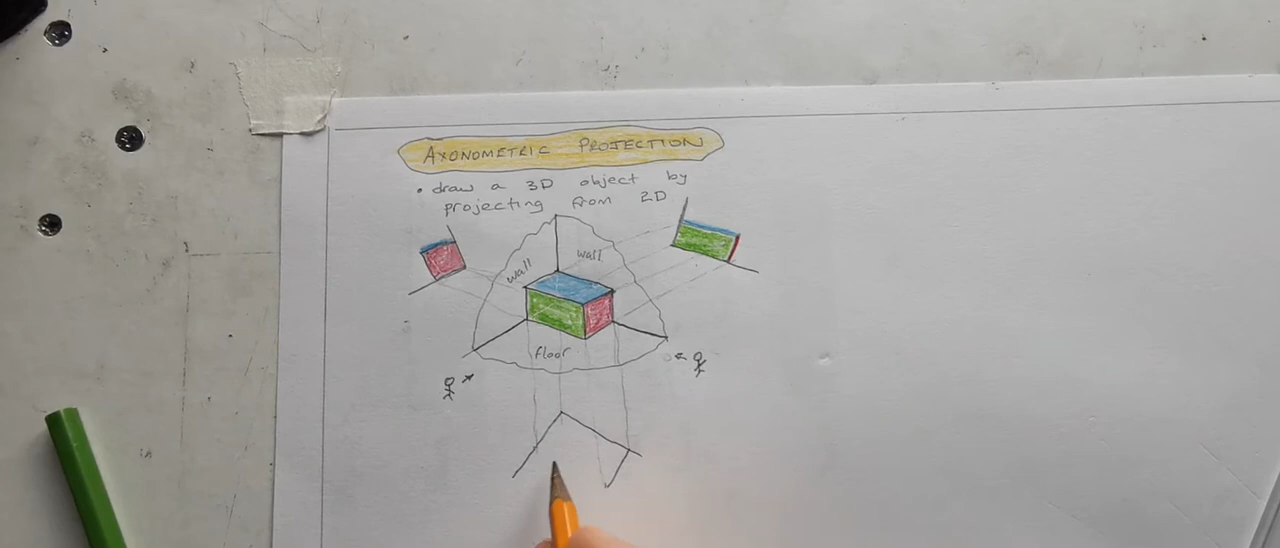 AXONOMETRIC PROJECTION
• draw a 3D object by
projecting from 2D
wall
wall
floor